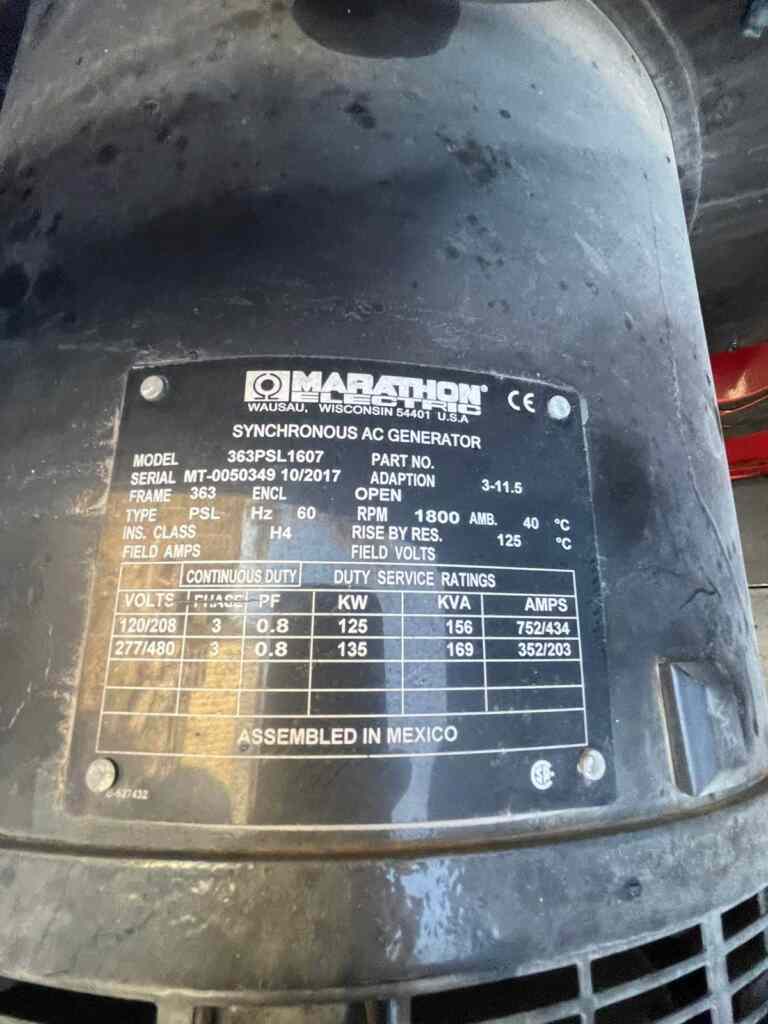 MARATHON®
ELECTRIC
CE
WAUSAU, WISCONSIN 54401 U.S.A
SYNCHRONOUS AC GENERATOR
MODEL 363PSL1607 PART NO.
SERIAL MT-0050349 10/2017 ADAPTION 3-11.5
FRAME 363 ENCL OPEN
TYPE PSL Hz 60 RPM 1800 AMB. 40 °C
INS. CLASS H4 RISE BY RES. 125 °C
FIELD AMPS FIELD VOLTS
CONTINUOUS DUTY DUTY SERVICE RATINGS
VOLTS PHASE PF KW KVA AMPS
120/208 3 0.8 125 156 752/434
277/480 3 0.8 135 169 352/203
ASSEMBLED IN MEXICO